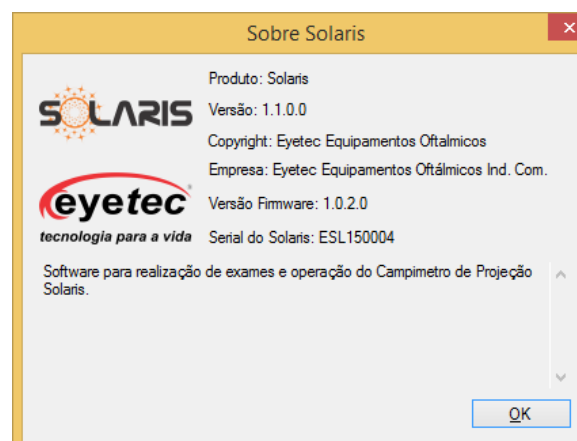 Sobre Solaris
SOLARIS
Produto: Solaris
Versão: 1.1.0.0
Copyright: Eyetec Equipamentos Oftalmicos
Empresa: Eyetec Equipamentos Oftálmicos Ind. Com.
eyetec
tecnologia para a vida
Versão Firmware: 1.0.2.0
Serial do Solaris: ESL150004
Software para realização de exames e operação do Campimetro de Projeção
Solaris.
OK